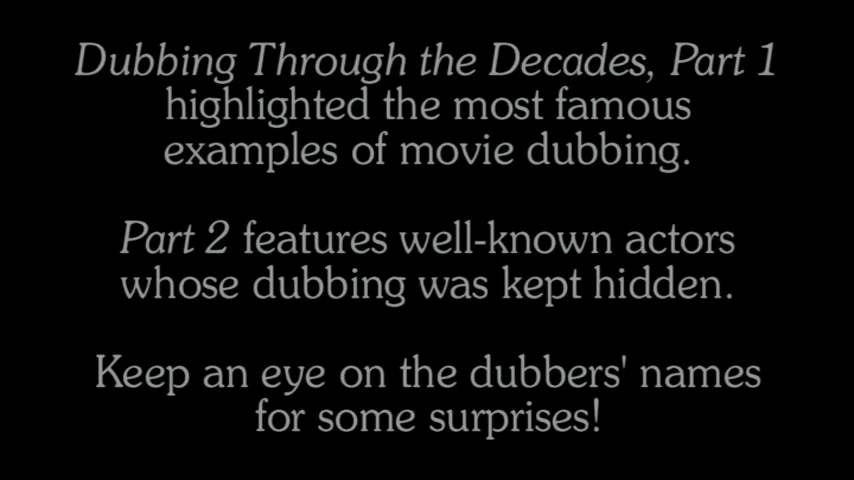 Dubbing Through the Decades, Part 1
highlighted the most famous
examples of movie dubbing.
Part 2 features well-known actors
whose dubbing was kept hidden.
Keep an eye on the dubbers' names
for some surprises!